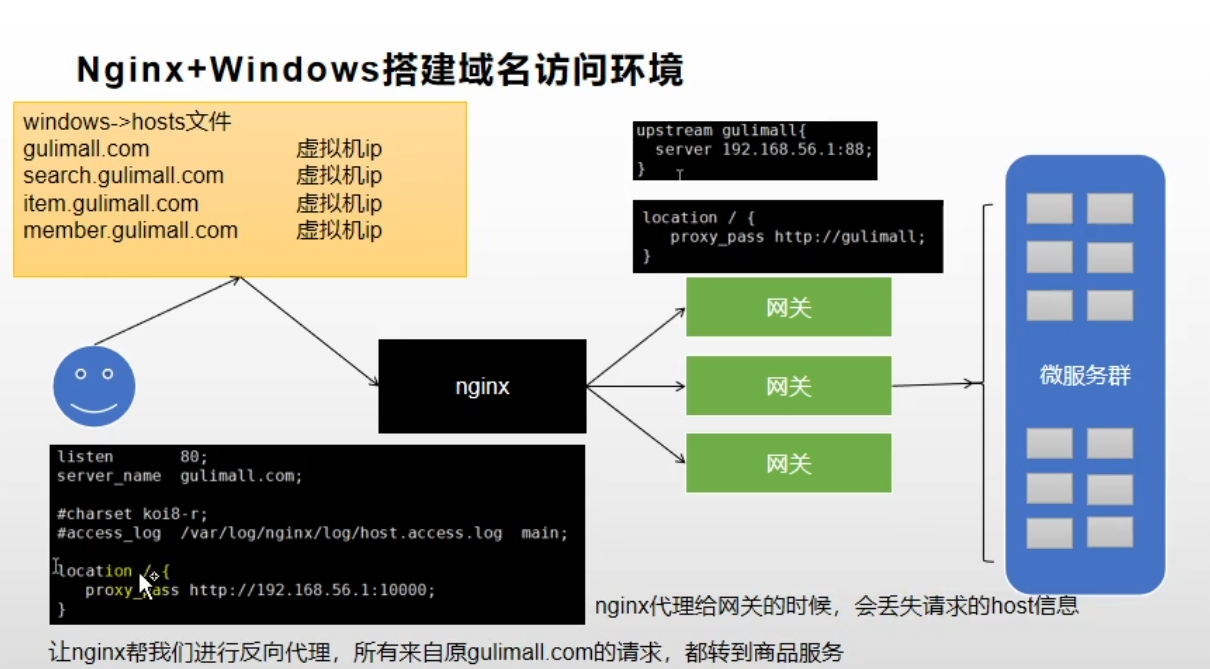 Nginx+Windows搭建域名访问环境
windows->hosts文件
gulimall.com 虚拟机ip
search.gulimall.com 虚拟机ip
item.gulimall.com 虚拟机ip
member.gulimall.com 虚拟机ip
upstream gulimall{
server 192.168.56.1:88;
}
location / {
proxy_pass http://gulimall;
}
网关
nginx
网关
网关
微服务群
listen 80;
server_name gulimall.com;
#charset koi8-r;
#access_log /var/log/nginx/log/host.access.log main;
location / {
proxy_pass http://192.168.56.1:10000;
}
nginx代理给网关的时候，会丢失请求的host信息
让nginx帮我们进行反向代理，所有来自原gulimall.com的请求，都转到商品服务